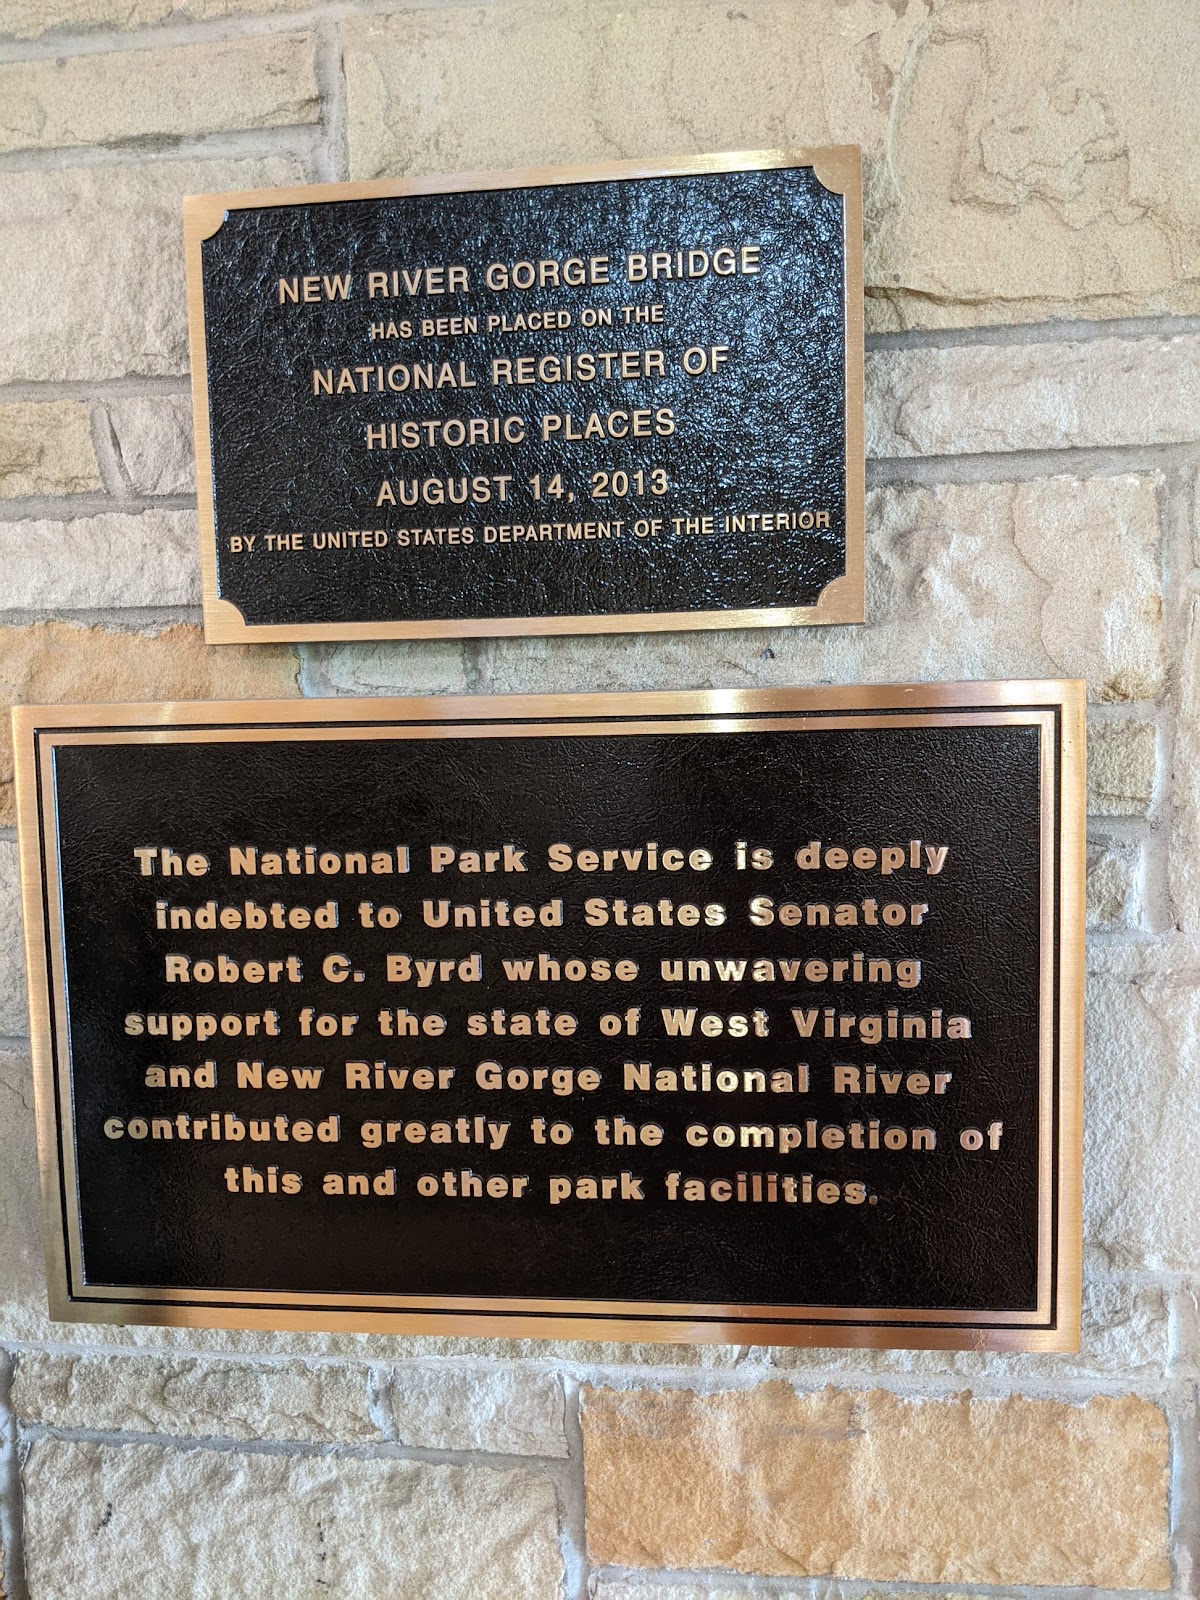 NEW RIVER GORGE BRIDGE
HAS BEEN PLACED ON THE
NATIONAL REGISTER OF
HISTORIC PLACES
AUGUST 14, 2013
BY THE UNITED STATES DEPARTMENT OF THE INTERIOR
The National Park Service is deeply
indebted to United States Senator
Robert C. Byrd whose unwavering
support for the state of West Virginia
and New River Gorge National River
contributed greatly to the completion of
this and other park facilities.